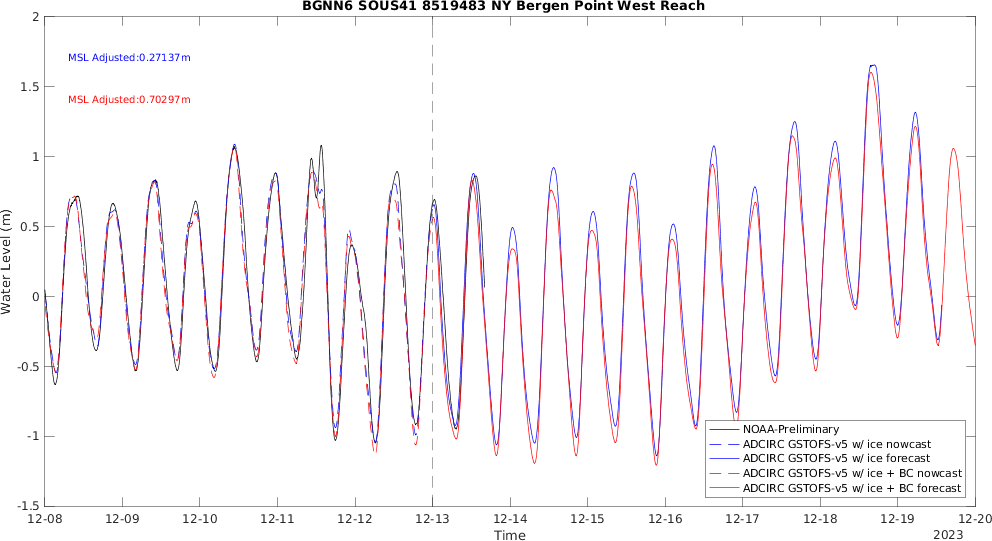 BGNN6 SOUS41 8519483 NY Bergen Point West Reach
2
1.5
1
0.5
0
-0.5
-1
-1.5
Water Level (m)
MSL Adjusted:0.27137m
MSL Adjusted:0.70297m
NOAA-Preliminary
ADCIRC GSTOFS-v5 w/ ice nowcast
ADCIRC GSTOFS-v5 w/ ice forecast
ADCIRC GSTOFS-v5 w/ ice + BC nowcast
ADCIRC GSTOFS-v5 w/ ice + BC forecast
12-08 12-09 12-10 12-11 12-12 12-13 12-14 12-15 12-16 12-17 12-18 12-19 12-20
Time
2023